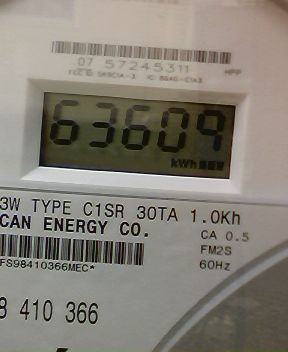 07 57245311 HPP
63609
kWh
3W TYPE C1SR 30TA 1.0Kh
CAN ENERGY CO. CA 0.5
FM2S
FS98410366MEC* 60Hz
8 410 366